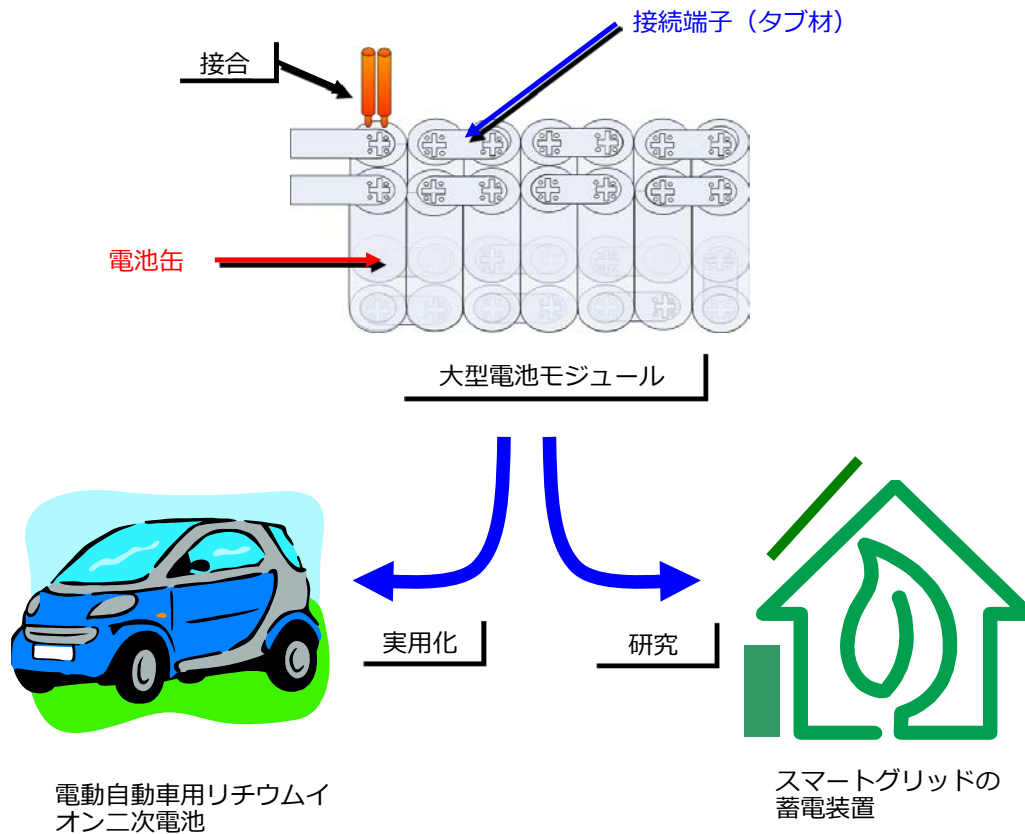 接続端子（タブ材）
接合
電池缶
大型電池モジュール
実用化
研究
電動自動車用リチウムイ
オン二次電池
スマートグリッドの
蓄電装置